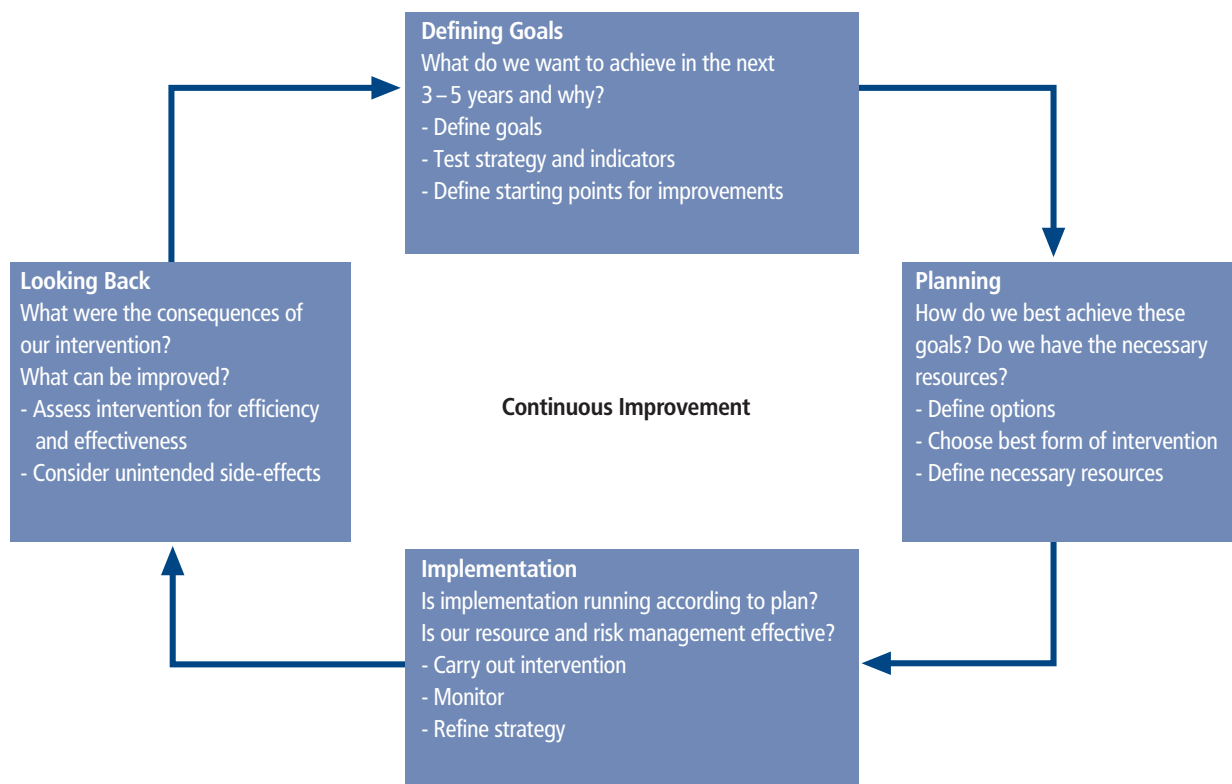 Defining Goals
What do we want to achieve in the next
3 – 5 years and why?
- Define goals
- Test strategy and indicators
- Define starting points for improvements
Looking Back
What were the consequences of
our intervention?
What can be improved?
- Assess intervention for efficiency
and effectiveness
- Consider unintended side-effects
Continuous Improvement
Planning
How do we best achieve these
goals? Do we have the necessary
resources?
- Define options
- Choose best form of intervention
- Define necessary resources
Implementation
Is implementation running according to plan?
Is our resource and risk management effective?
- Carry out intervention
- Monitor
- Refine strategy